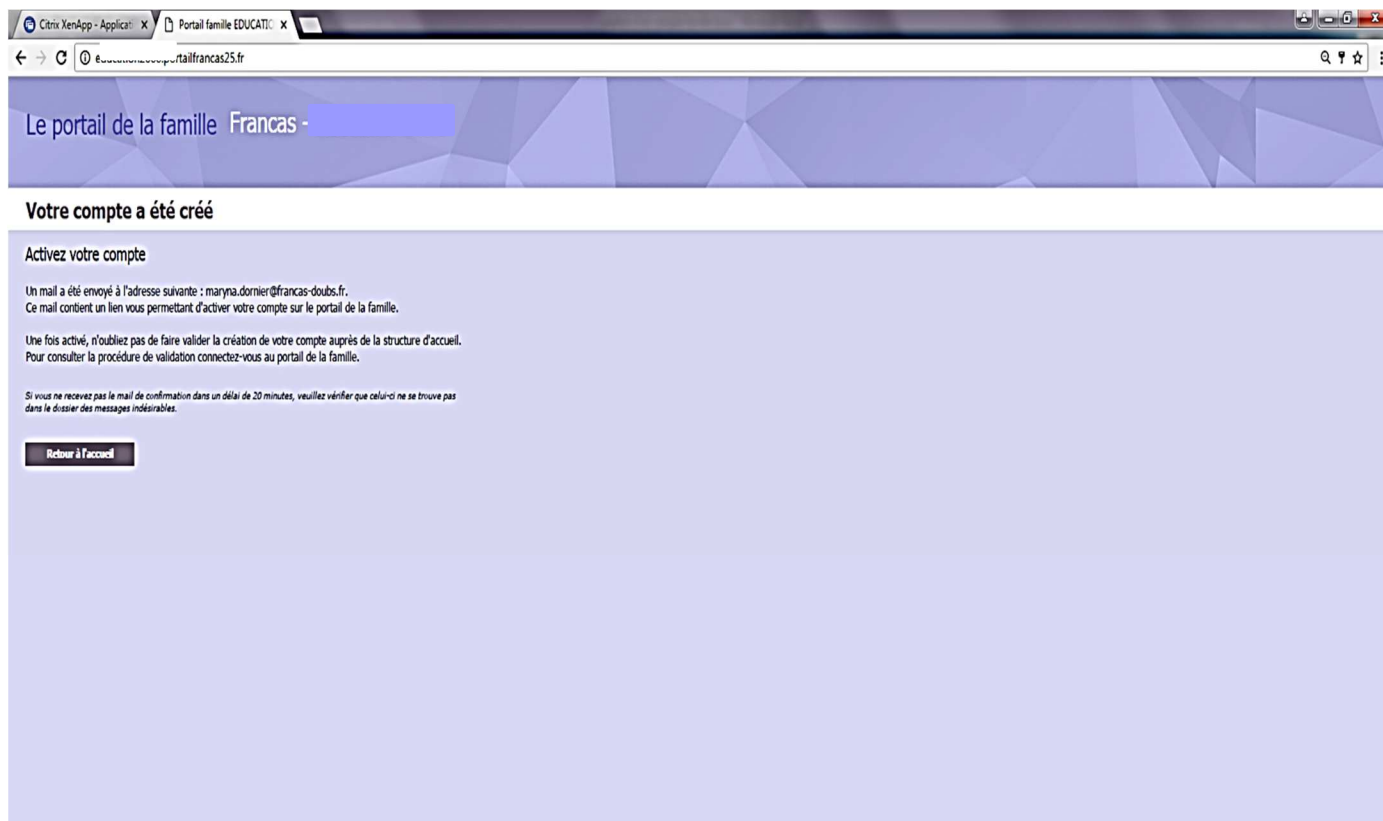 Citrix XenApp - Applicati
Portail famille EDUCATIO
rtailfrancas25.fr
Le portail de la famille Francas -
Votre compte a été créé
Activez votre compte
Un mail a été envoyé à l'adresse suivante : maryna.dornier@francas-doubs.fr.
Ce mail contient un lien vous permettant d'activer votre compte sur le portail de la famille.
Une fois activé, n'oubliez pas de faire valider la création de votre compte auprès de la structure d'accueil.
Pour consulter la procédure de validation connectez-vous au portail de la famille.
Si vous ne recevez pas le mail de confirmation dans un délai de 20 minutes, veuillez vérifier que celui-ci ne se trouve pas
dans le dossier des messages indésirables.
Retour à l'accueil